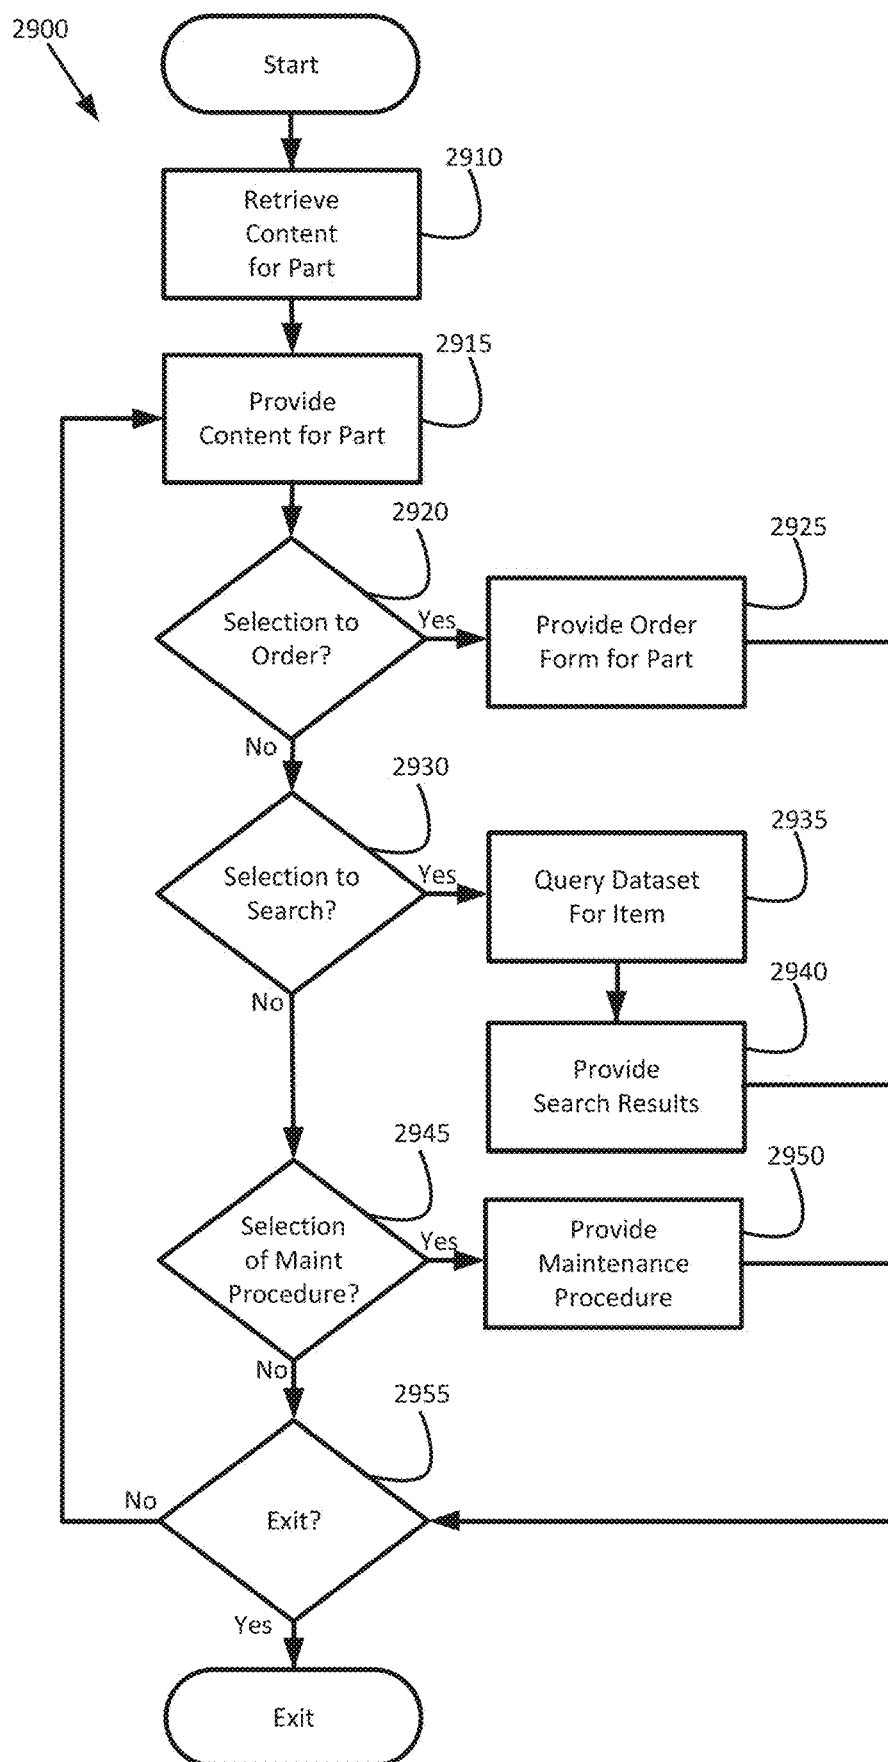 2900
Start
2910
Retrieve
Content
for Part
2915
Provide
Content for Part
2920
Selection to
Order?
Yes
2925
Provide Order
Form for Part
No
2930
Selection to
Search?
Yes
2935
Query Dataset
For Item
No
2940
Provide
Search Results
2945
Selection
of Maint
Procedure?
Yes
2950
Provide
Maintenance
Procedure
No
2955
Exit?
No
Yes
Exit